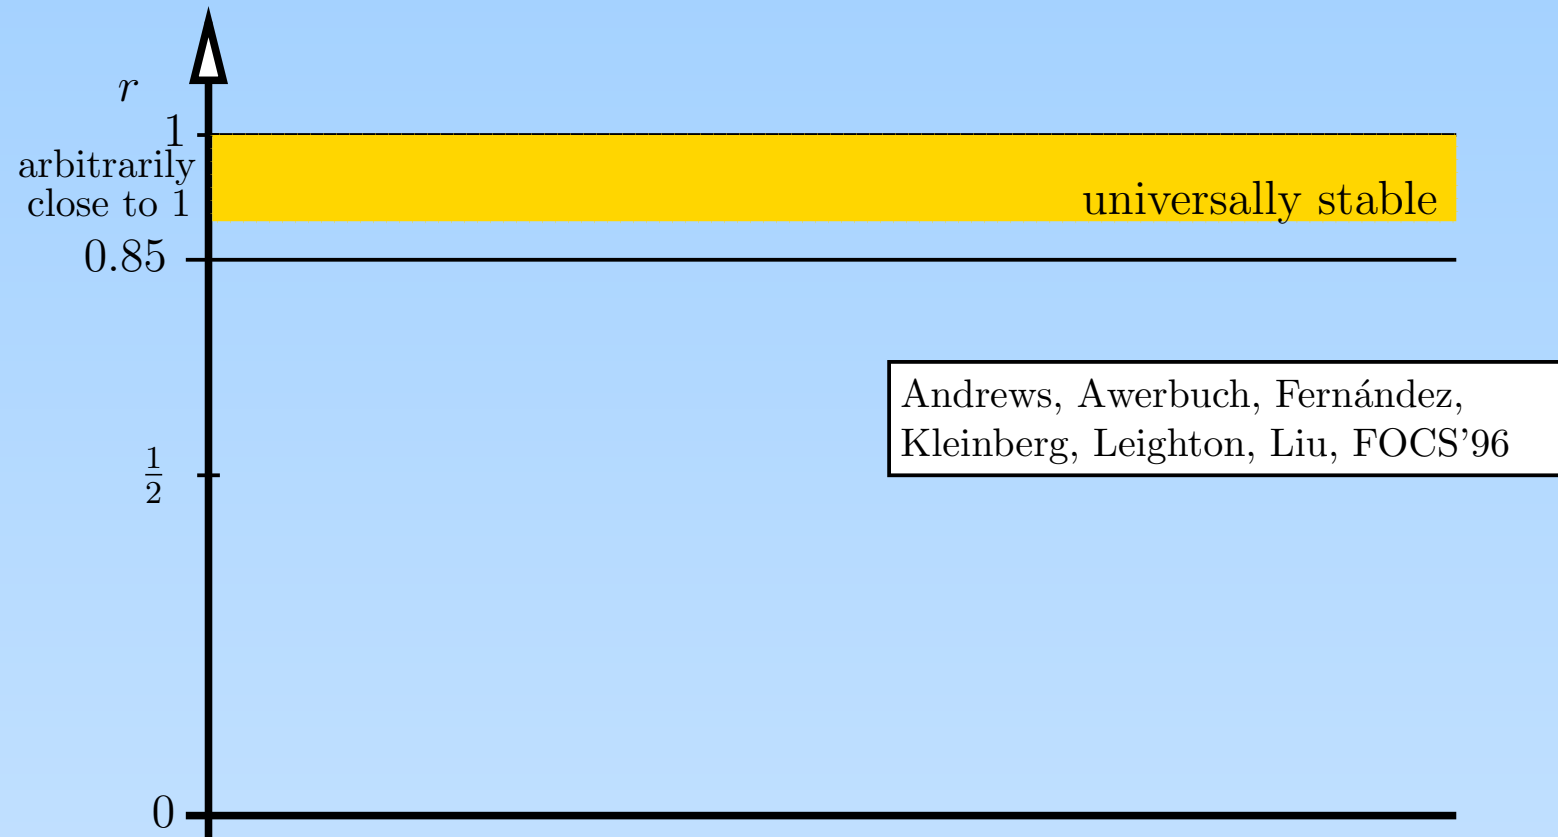 r
1
arbitrarily
close to 1
universally stable
0.85
Andrews, Awerbuch, Fernández,
Kleinberg, Leighton, Liu, FOCS'96
1
2
0